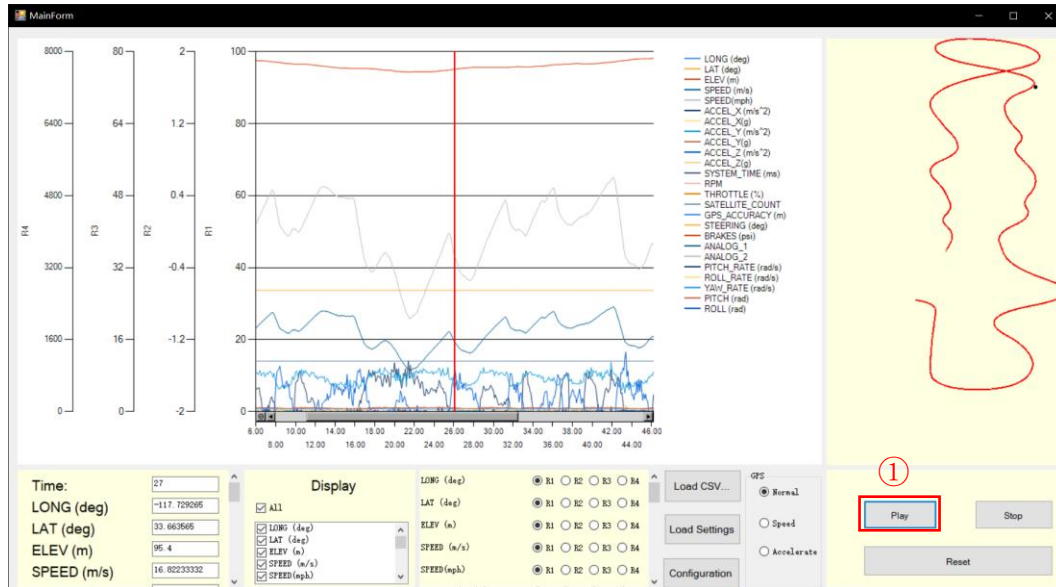 MainForm
8000 80 2 100
6400 64 1.2 80
4800 48 0.4 60
R4 R3 R2 R1
3200 32 -0.4 40
1600 16 -1.2 20
0 0 -2 0
6.00 10.00 14.00 18.00 22.00 26.00 30.00 34.00 38.00 42.00 46.00
8.00 12.00 16.00 20.00 24.00 28.00 32.00 36.00 40.00 44.00
LONG (deg)
LAT (deg)
ELEV (m)
SPEED (m/s)
SPEED(mph)
ACCEL_X (m/s^2)
ACCEL_X(g)
ACCEL_Y (m/s^2)
ACCEL_Y(g)
ACCEL_Z (m/s^2)
ACCEL_Z(g)
SYSTEM_TIME (ms)
RPM
THROTTLE (%)
SATELLITE_COUNT
GPS_ACCURACY (m)
STEERING (deg)
BRAKES (psi)
ANALOG_1
ANALOG_2
PITCH_RATE (rad/s)
ROLL_RATE (rad/s)
YAW_RATE (rad/s)
PITCH (rad)
ROLL (rad)
Time: 27
LONG (deg) -117.729265
LAT (deg) 33.663565
ELEV (m) 95.4
SPEED (m/s) 16.82233332
Display
All
LONG (deg)
LAT (deg)
ELEV (m)
SPEED (m/s)
SPEED(mph)
LONG (deg) R1 R2 R3 R4
LAT (deg) R1 R2 R3 R4
ELEV (m) R1 R2 R3 R4
SPEED (m/s) R1 R2 R3 R4
SPEED(mph) R1 R2 R3 R4
Load CSV...
Load Settings
Configuration
GPS
Normal
Speed
Accelerate
①
Play Stop
Reset